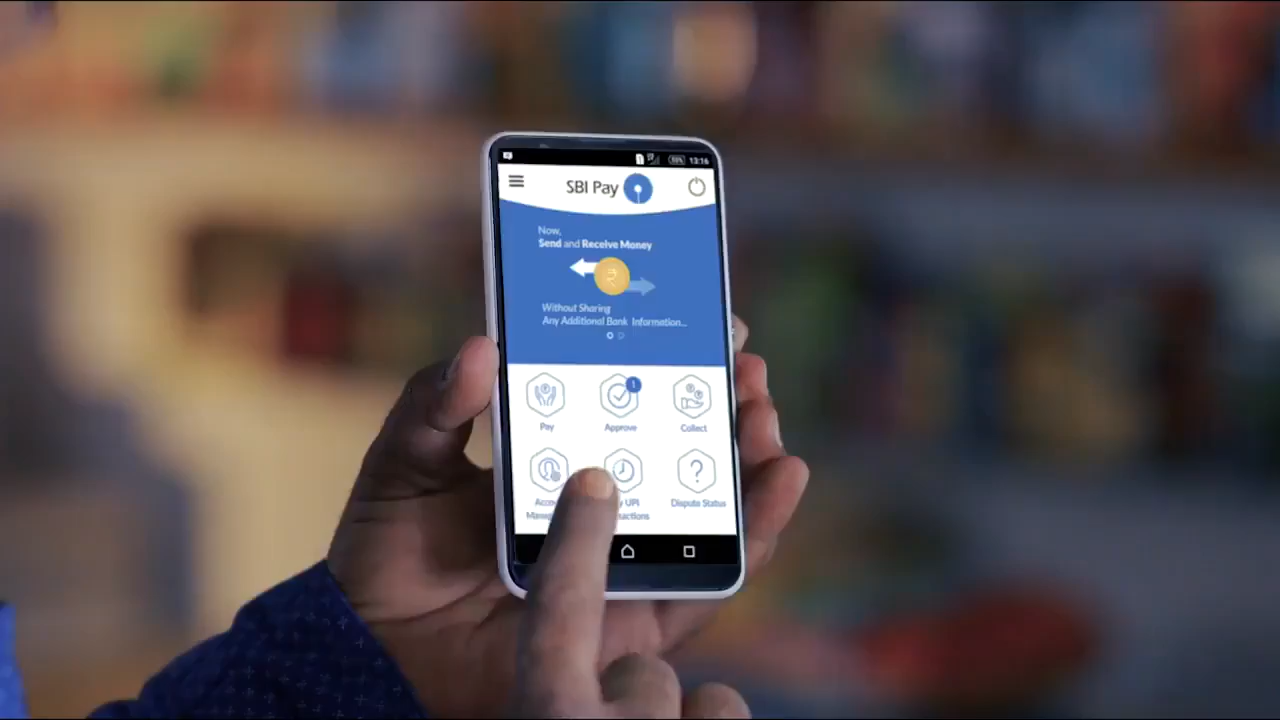 13:16
SBI Pay
Now,
Send and Receive Money
Without Sharing
Any Additional Bank Information...
Pay
1
Approve
Collect
?
UPI
Dispute Status